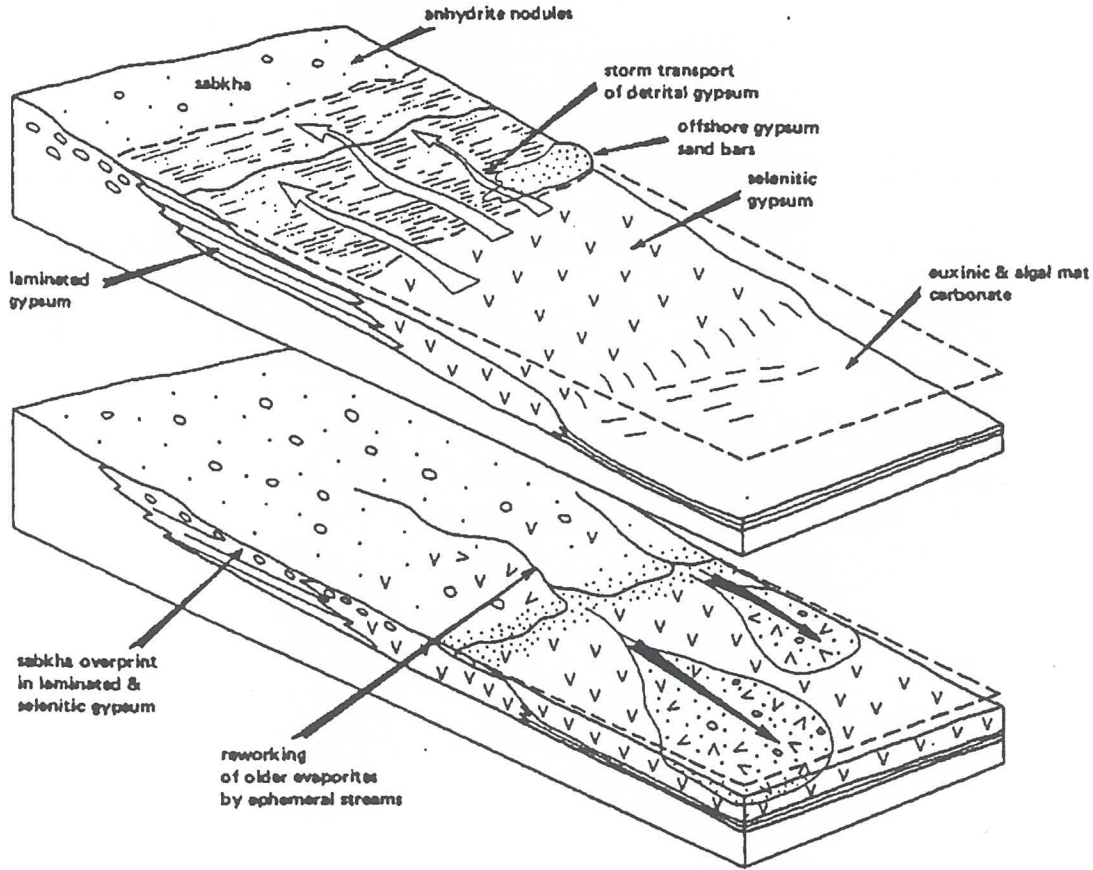 anhydrite nodules
sabkha
storm transport
of detrital gypsum
offshore gypsum
sand bars
selenitic
gypsum
laminated
gypsum
euxinic & algal mat
carbonate
sabkha overprint
in laminated &
selenitic gypsum
reworking
of older evaporites
by ephemeral streams